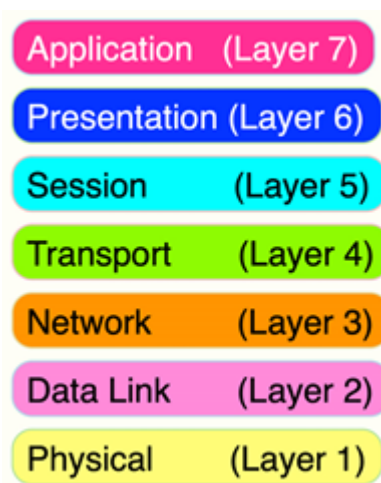 Application (Layer 7)
Presentation (Layer 6)
Session (Layer 5)
Transport (Layer 4)
Network (Layer 3)
Data Link (Layer 2)
Physical (Layer 1)